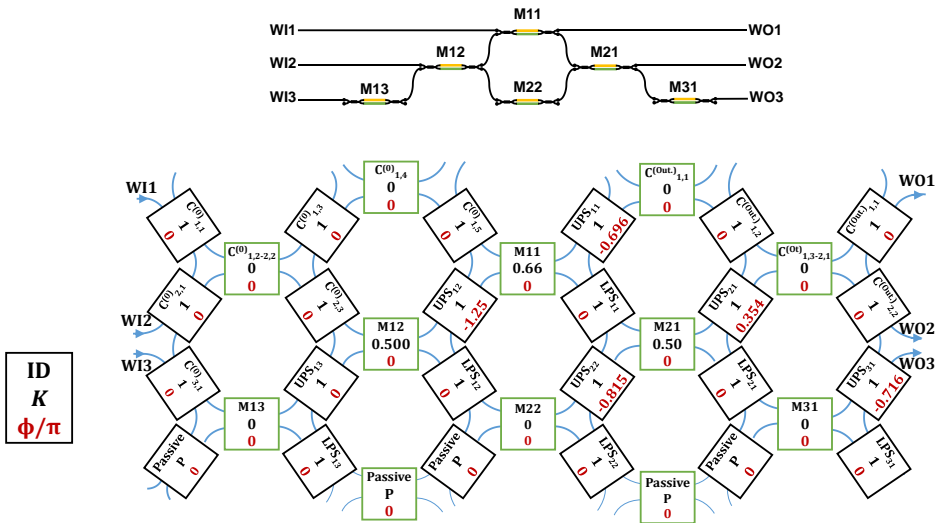 M11
WI1
WO1
M12
M21
WI2
WO2
M13
M22
M31
WI3
WO3
C(0)1,4
0
0
C(Out.)1,1
0
0
WI1
WO1
C(0)1,1
1
0
C(0)1,3
1
0
C(0)1,5
1
0
UPS11
1
-0.696
C(Out.)1,2
1
0
C(Out.)1,1
1
0
C(0)1,2-2,2
0
0
M11
0.66
0
C(Ot)1,3-2,1
0
0
C(0)2,1
1
0
C(0)2,3
1
0
UPS12
1
-1.25
LPS11
1
0
UPS21
1
0.354
C(Out.)2,2
1
0
WI2
WO2
M12
0.500
0
M21
0.50
0
WI3
WO3
C(0)3,1
1
0
UPS13
1
0
LPS12
1
0
UPS22
1
-0.815
LPS21
1
0
UPS31
1
-0.716
ID
K
ϕ/π
M13
0
0
M22
0
0
M31
0
0
Passive
P
0
LPS13
1
0
Passive
P
0
LPS22
1
0
Passive
P
0
LPS31
1
0
Passive
P
0
Passive
P
0